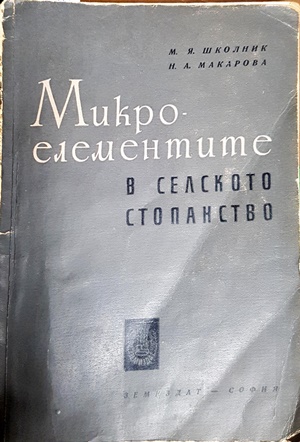 М. Я. ШКОЛНИК
Н. А. МАКАРОВА
Микро-
елементите
В СЕЛСКОТО
СТОПАНСТВО
ЗЕМИЗДАТ — СОФИЯ